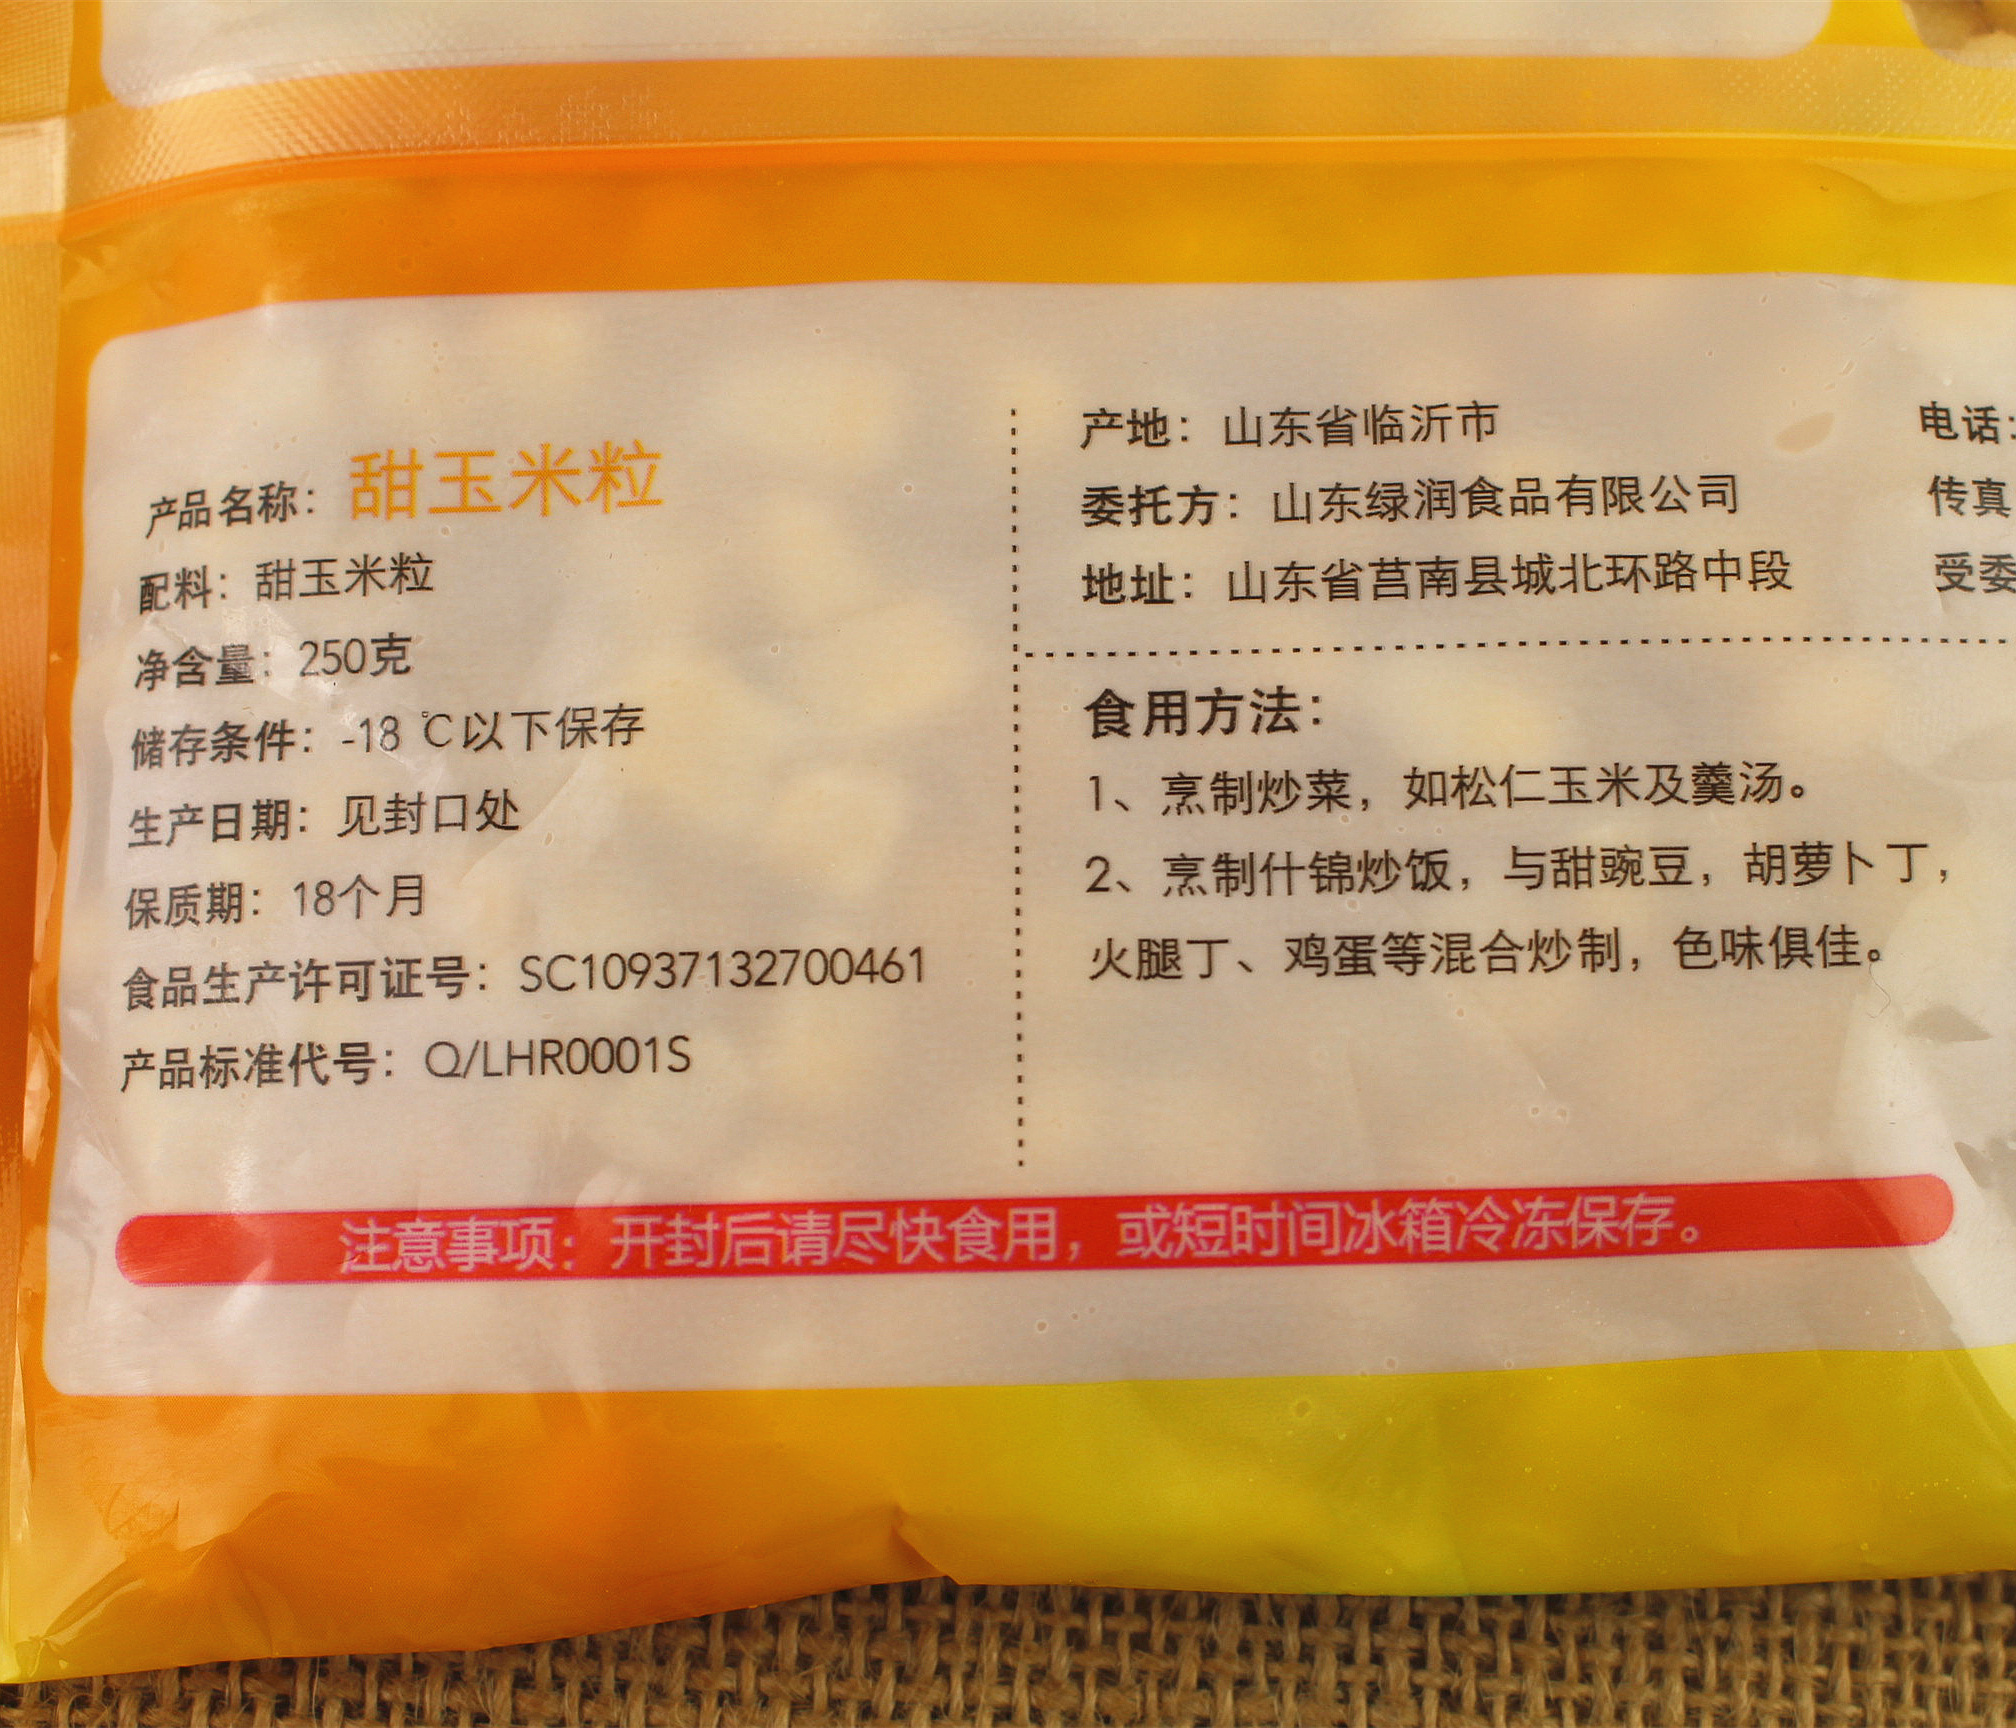 产品名称：甜玉米粒
配料：甜玉米粒
净含量：250克
储存条件：-18℃以下保存
生产日期：见封口处
保质期：18个月
食品生产许可证号：SC10937132700461
产品标准代号：Q/LHR0001S
产地：山东省临沂市
委托方：山东绿润食品有限公司
地址：山东省莒南县城北环路中段
电话：
传真
受委
食用方法：
1、烹制炒菜，如松仁玉米及羹汤。
2、烹制什锦炒饭，与甜豌豆，胡萝卜丁，
火腿丁、鸡蛋等混合炒制，色味俱佳。
注意事项：开封后请尽快食用，或短时间冰箱冷冻保存。